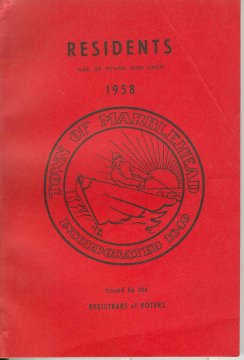 RESIDENTS
AGE 20 YEARS AND OVER
1958
TOWN OF MARBLEHEAD
INCORPORATED 1649
Issued by the
REGISTRARS of VOTERS